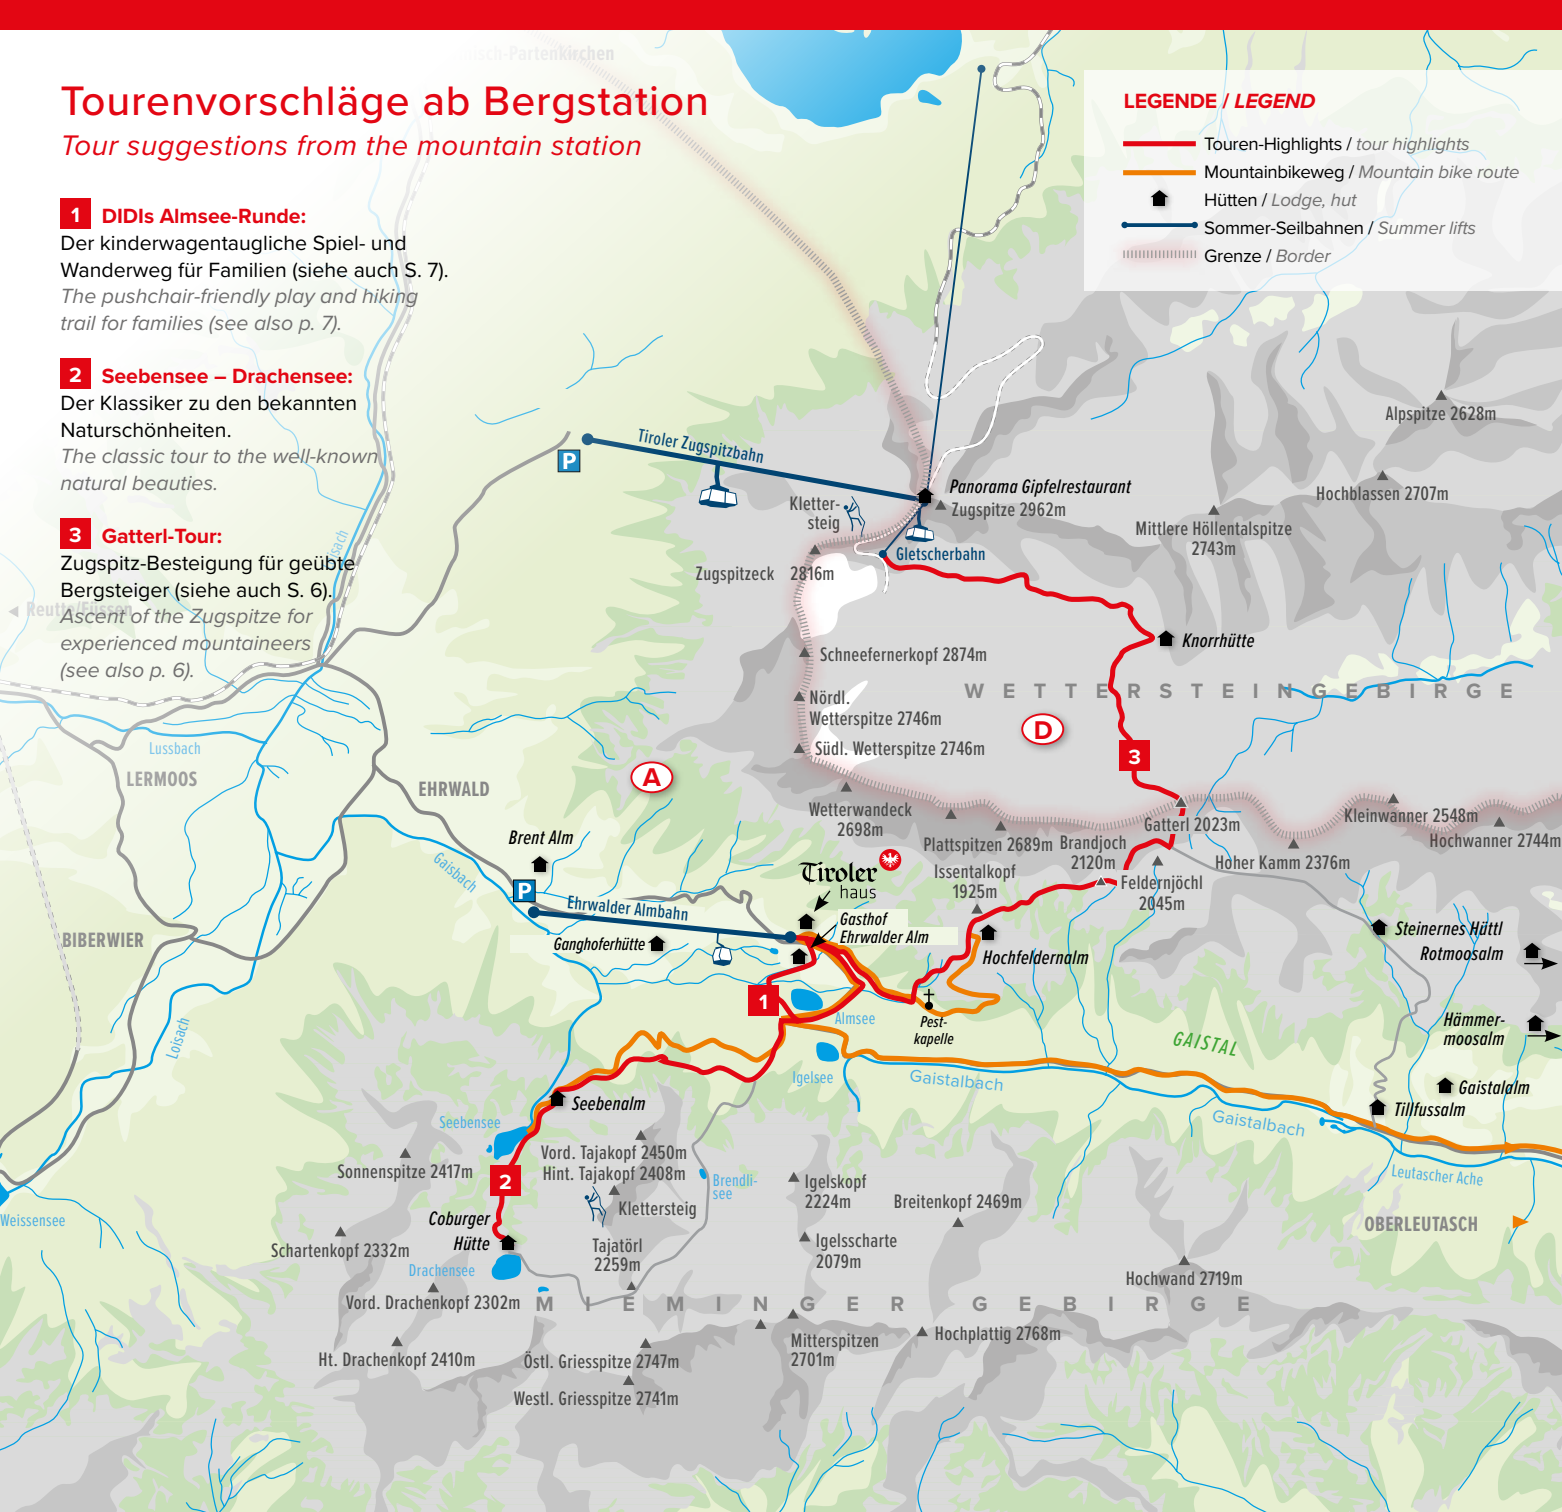 sch-Partenkirchen
Tourenvorschläge ab Bergstation
Tour suggestions from the mountain station
1 DIDIs Almsee-Runde:
Der kinderwagentaugliche Spiel- und
Wanderweg für Familien (siehe auch S. 7).
The pushchair-friendly play and hiking
trail for families (see also p. 7).
2 Seebensee – Drachensee:
Der Klassiker zu den bekannten
Naturschönheiten.
The classic tour to the well-known
natural beauties.
3 Gatterl-Tour:
Zugspitz-Besteigung für geübte
Bergsteiger (siehe auch S. 6).
Ascent of the Zugspitze for
experienced mountaineers
(see also p. 6).
LEGENDE / LEGEND
Touren-Highlights / tour highlights
Mountainbikeweg / Mountain bike route
Hütten / Lodge, hut
Sommer-Seilbahnen / Summer lifts
Grenze / Border
Reutte/Füssen
Alpspitze 2628m
Hochblassen 2707m
Mittlere Höllentalspitze
2743m
Tiroler Zugspitzbahn
P
Panorama Gipfelrestaurant
Zugspitze 2962m
Kletter-
steig
Gletscherbahn
Zugspitzeck 2816m
Knorrhütte
Schneefernerkopf 2874m
WETTERSTEINGEBIRGE
Nördl.
Wetterspitze 2746m
D
Südl. Wetterspitze 2746m
3
A
Lussbach
LERMOOS
EHRWALD
Wetterwandeck
2698m
Plattspitzen 2689m
Brandjoch
2120m
Gatterl 2023m
Kleinwanner 2548m
Hochwanner 2744m
Hoher Kamm 2376m
Issentalkopf
1925m
Feldernjöchl
2045m
Brent Alm
Gaisbach
P
Ehrwalder Almbahn
Tiroler
haus
Gasthof
Ehrwalder Alm
Ganghoferhütte
BIBERWIER
Hochfeldernalm
Steinernes Hüttl
Rotmoosalm
Hämmer-
moosalm
1
Almsee
Pest-
kapelle
GAISTAL
Loisach
Igelsee
Gaistalbach
Gaistalalm
Tillfussalm
Gaistalbach
Seebenalm
Seebensee
Sonnenspitze 2417m
Vord. Tajakopf 2450m
Hint. Tajakopf 2408m
2
Brendli-
see
Igelskopf
2224m
Breitenkopf 2469m
Leutascher Ache
Klettersteig
Weissensee
Coburger
Hütte
OBERLEUTASCH
Schartenkopf 2332m
Tajatörl
2259m
Igelsscharte
2079m
Drachensee
Hochwand 2719m
Vord. Drachenkopf 2302m
MIEMINGER GEBIRGE
Mitterspitzen
2701m
Hochplattig 2768m
Ht. Drachenkopf 2410m
Östl. Griesspitze 2747m
Westl. Griesspitze 2741m